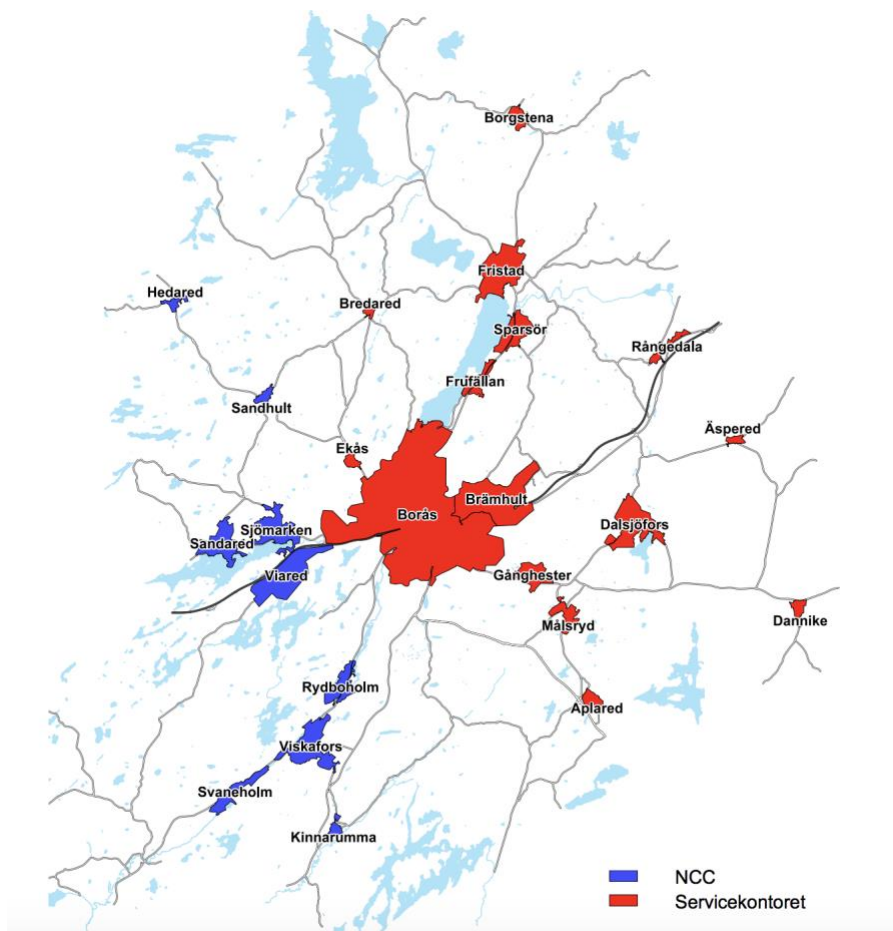 Borgstena
Fristad
Hedared
Bredared
Sparsör
Rångedala
Frufällan
Sandhult
Äspered
Ekås
Brämhult
Borås
Dalsjöfors
Sjömarken
Sandared
Viared
Gånghester
Målsryd
Dannike
Rydboholm
Aplared
Viskafors
Svaneholm
Kinnarumma
NCC
Servicekontoret